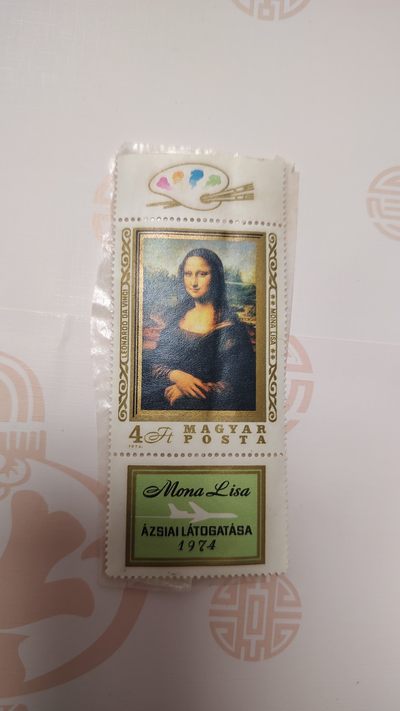 LEONARDO DA VINCI
MONA LISA
4 Ft
MAGYAR
POSTA
1974
Mona Lisa
ÁZSIAI LÁTOGATÁSA
1974